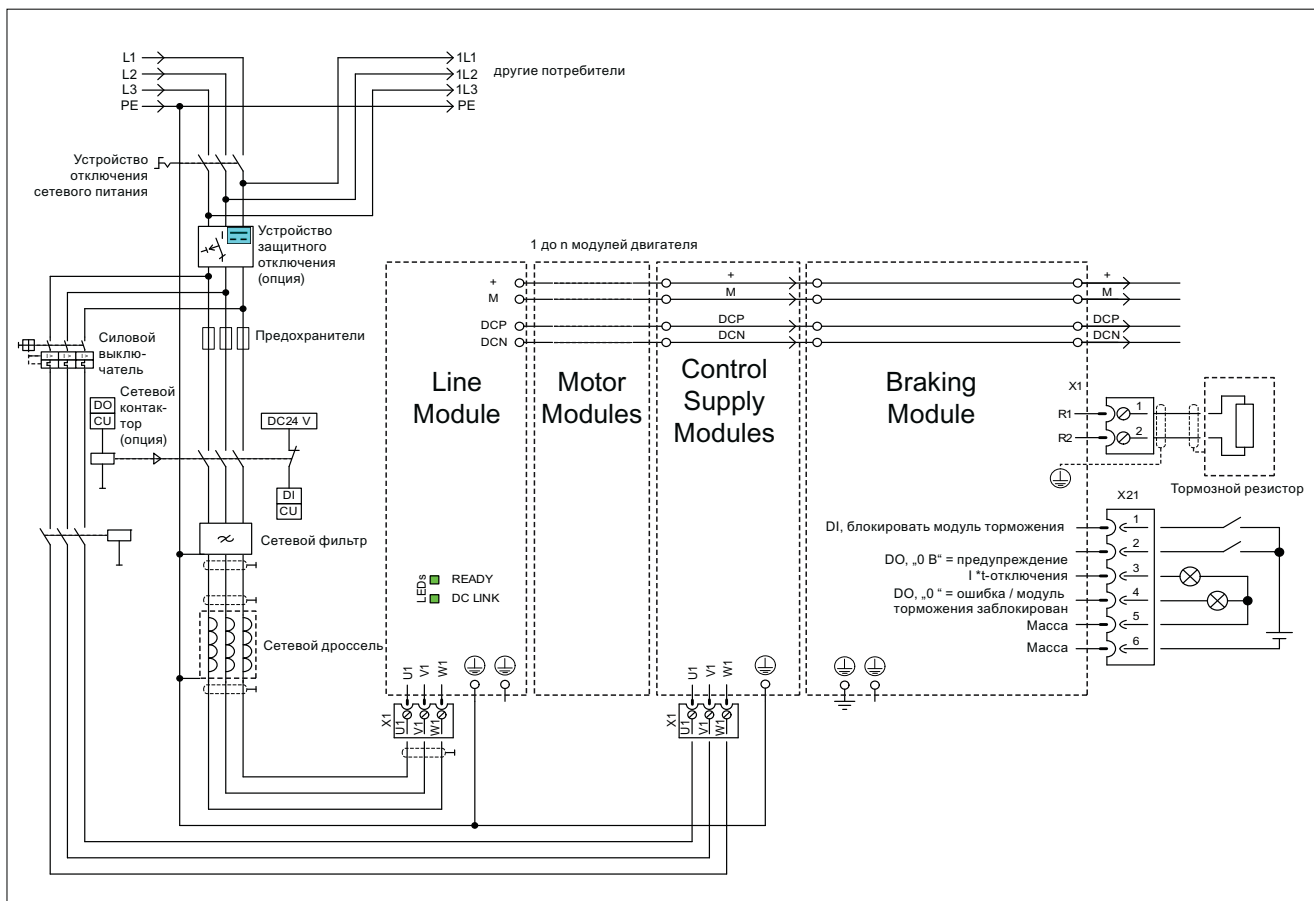 L1
L2
L3
PE
1L1
1L2
1L3
PE
другие потребители
Устройство
отключения
сетевого питания
Устройство
защитного
отключения
(опция)
Предохранители
Силовой
выклю-
чатель
I> I> I>
Сетевой
контак-
тор
(опция)
DO
CU
DC24 V
DI
CU
Сетевой фильтр
Сетевой дроссель
1 до n модулей двигателя
+
M
DCP
DCN
+
M
DCP
DCN
+
M
DCP
DCN
Line
Module
Motor
Modules
Control
Supply
Modules
Braking
Module
LEDs
READY
DC LINK
U1
V1
W1
X1
U1
V1
W1
U1
V1
W1
X1
U1
V1
W1
X1
R1
1
R2
2
Тормозной резистор
X21
DI, блокировать модуль торможения
1
2
DO, „0 В“ = предупреждение
I *t-отключения
3
DO, „0 “ = ошибка / модуль
торможения заблокирован
4
Масса
5
Масса
6